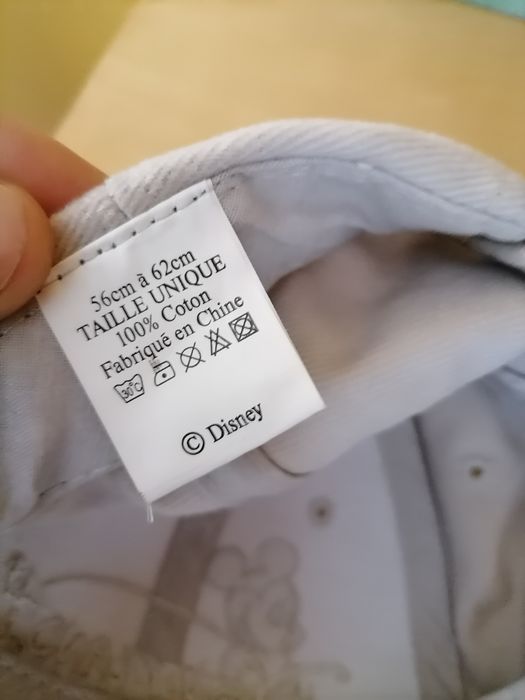 56cm à 62cm
TAILLE UNIQUE
100% Coton
Fabriqué en Chine
30°C
© Disney